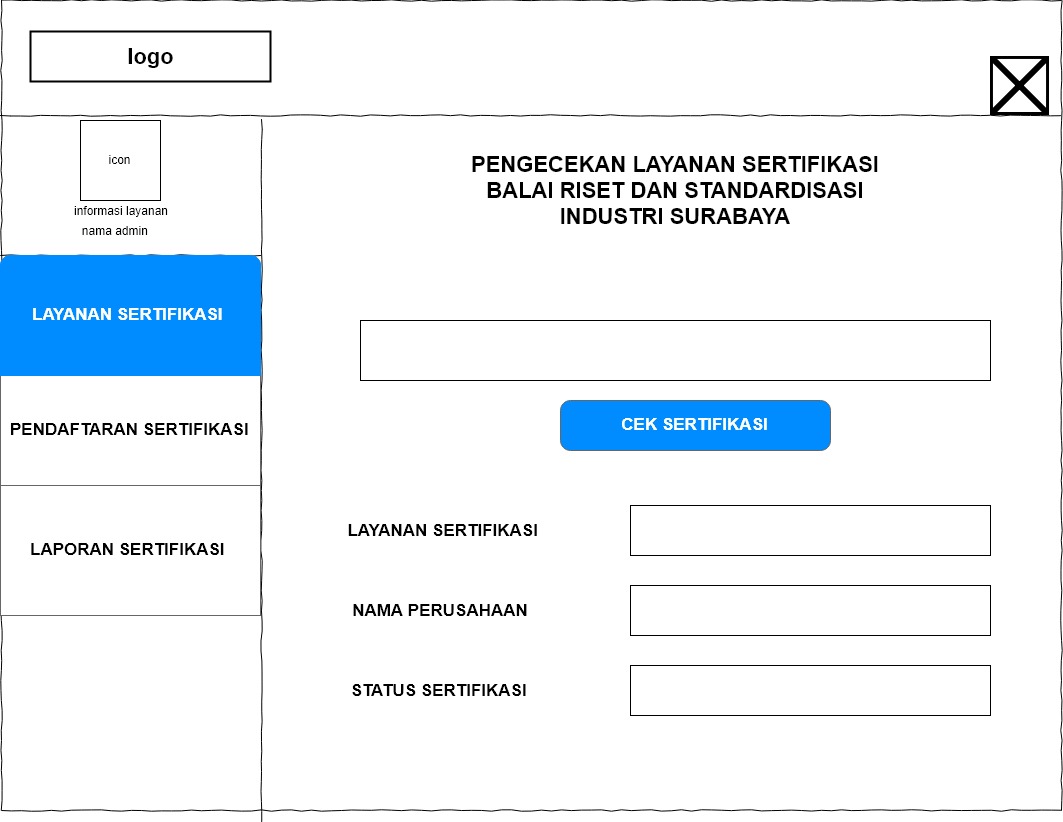 logo
icon
informasi layanan
nama admin
LAYANAN SERTIFIKASI
PENDAFTARAN SERTIFIKASI
LAPORAN SERTIFIKASI
PENGECEKAN LAYANAN SERTIFIKASI
BALAI RISET DAN STANDARDISASI
INDUSTRI SURABAYA
CEK SERTIFIKASI
LAYANAN SERTIFIKASI
NAMA PERUSAHAAN
STATUS SERTIFIKASI